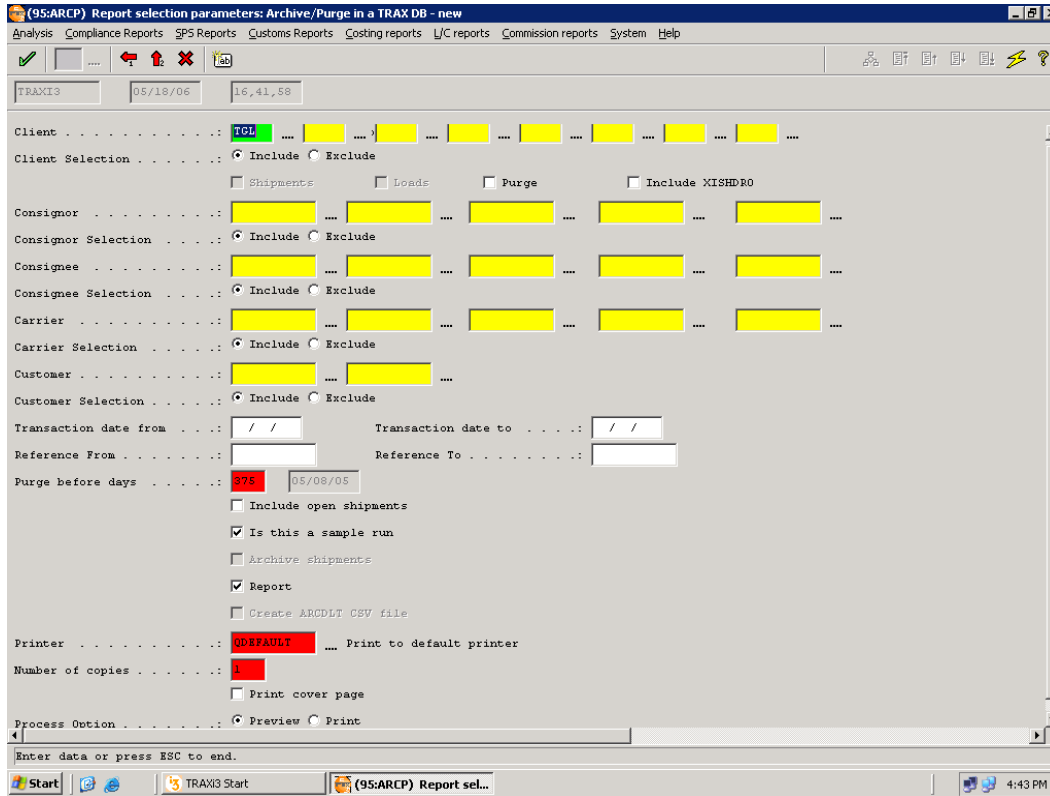 (95:ARCP) Report selection parameters: Archive/Purge in a TRAX DB - new
Analysis Compliance Reports SPS Reports Customs Reports Costing reports L/C reports Commission reports System Help
TRAXI3 05/18/06 16,41,58
Client . . . . . . . . . . . : TGL .... .... .... .... .... .... .... ....
Client Selection . . . . . . : Include Exclude
Shipments Loads Purge Include XISHDR0
Consignor . . . . . . . . . : .... .... .... .... ....
Consignor Selection . . . . : Include Exclude
Consignee . . . . . . . . . : .... .... .... .... ....
Consignee Selection . . . . : Include Exclude
Carrier . . . . . . . . . . : .... .... .... .... ....
Carrier Selection . . . . . : Include Exclude
Customer . . . . . . . . . . : .... ....
Customer Selection . . . . . : Include Exclude
Transaction date from . . . : / / Transaction date to . . . . : / /
Reference From . . . . . . . : Reference To . . . . . . . . :
Purge before days . . . . . : 375 05/08/05
Include open shipments
Is this a sample run
Archive shipments
Report
Create ARCDLT CSV file
Printer . . . . . . . . . . : QDEFAULT .... Print to default printer
Number of copies . . . . . . : 1
Print cover page
Process Option . . . . . . . : Preview Print
Enter data or press ESC to end.
Start TRAXi3 Start (95:ARCP) Report sel... 4:43 PM